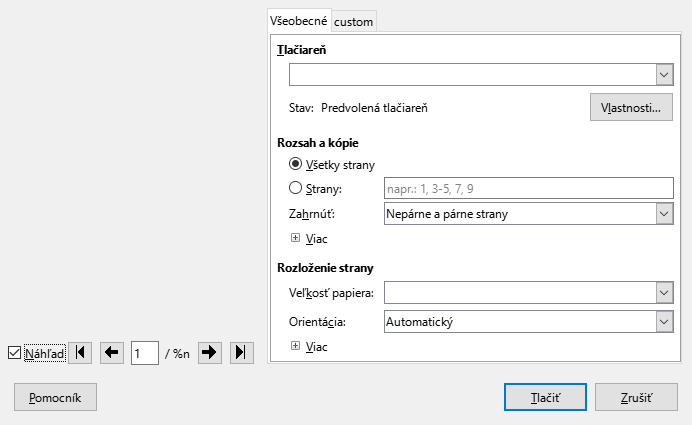 Všeobecné custom
Tlačiareň
Stav: Predvolená tlačiareň Vlastnosti...
Rozsah a kópie
Všetky strany
Strany: napr.: 1, 3-5, 7, 9
Zahrnúť: Nepárne a párne strany
Viac
Rozloženie strany
Veľkosť papiera:
Orientácia: Automatický
Viac
Náhľad 1 / %n
Pomocník Tlačiť Zrušiť